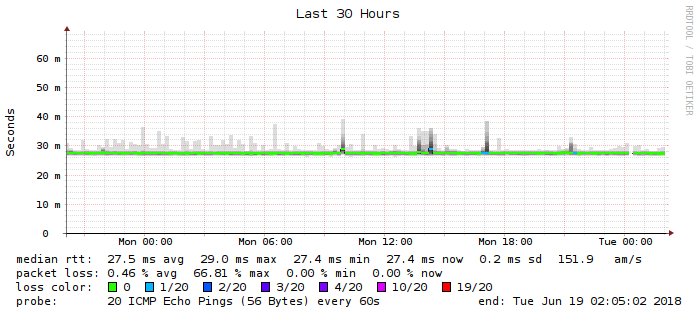 Last 30 Hours
RRDTOOL / TOBI OETIKER
Seconds
60 m
50 m
40 m
30 m
20 m
10 m
0
Mon 00:00 Mon 06:00 Mon 12:00 Mon 18:00 Tue 00:00
median rtt: 27.5 ms avg 29.0 ms max 27.4 ms min 27.4 ms now 0.2 ms sd 151.9 am/s
packet loss: 0.46 % avg 66.81 % max 0.00 % min 0.00 % now
loss color: 0 1/20 2/20 3/20 4/20 10/20 19/20
probe: 20 ICMP Echo Pings (56 Bytes) every 60s end: Tue Jun 19 02:05:02 2018